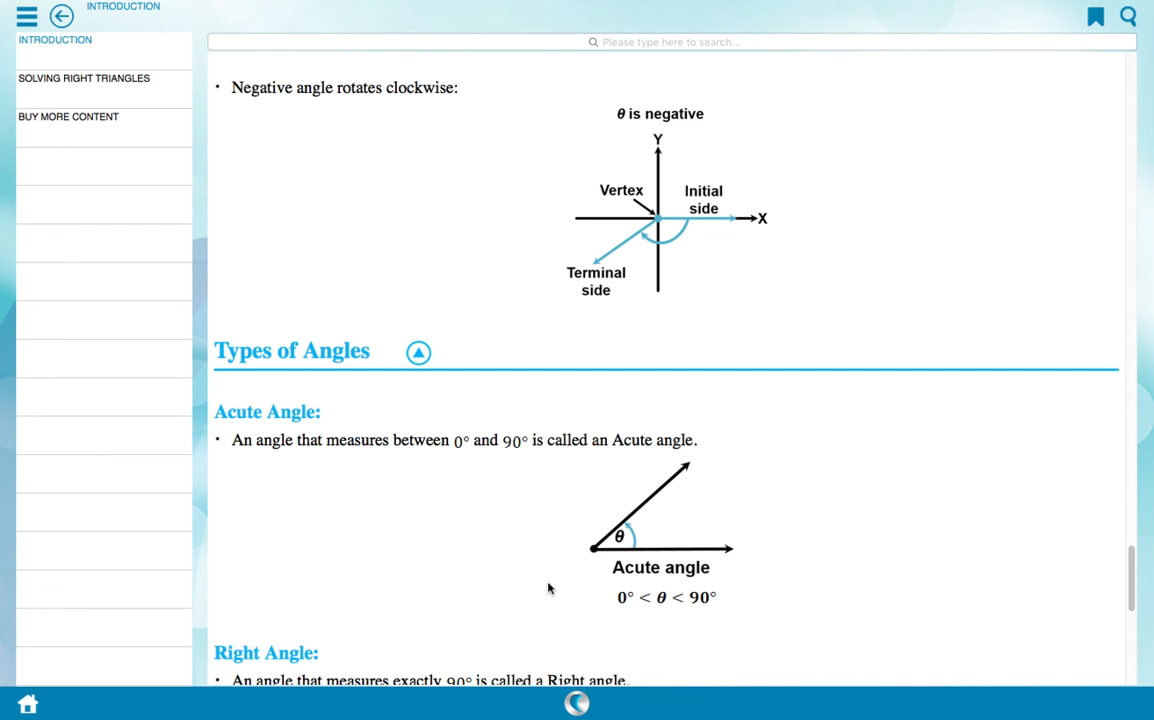 INTRODUCTION
INTRODUCTION
SOLVING RIGHT TRIANGLES
BUY MORE CONTENT
Please type here to search...
· Negative angle rotates clockwise:
θ is negative
Y
Vertex
Initial
side
X
Terminal
side
Types of Angles
Acute Angle:
· An angle that measures between 0° and 90° is called an Acute angle.
θ
Acute angle
0° < θ < 90°
Right Angle:
· An angle that measures exactly 90° is called a Right angle.